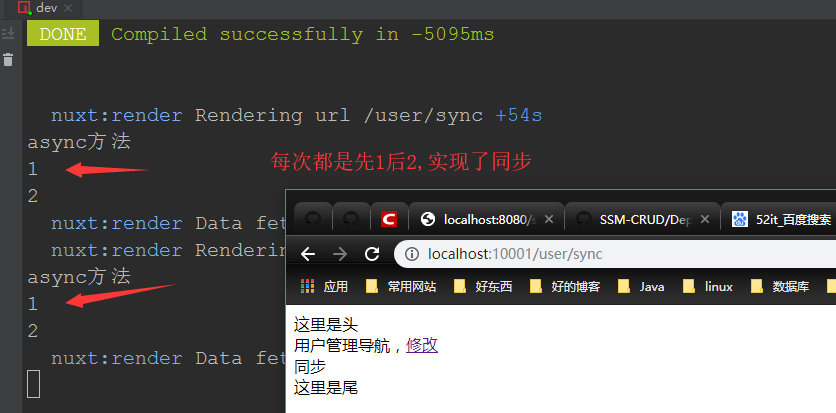 dev
DONE Compiled successfully in -5095ms
nuxt:render Rendering url /user/sync +54s
async方法
1
每次都是先1后2,实现了同步
2
nuxt:render Data fet
nuxt:render Renderin
async方法
1
2
nuxt:render Data fet
localhost:8080/s
SSM-CRUD/Dep
52it_百度搜索
localhost:10001/user/sync
应用 常用网站 好东西 好的博客 Java linux 数据库
这里是头
用户管理导航，修改
同步
这里是尾